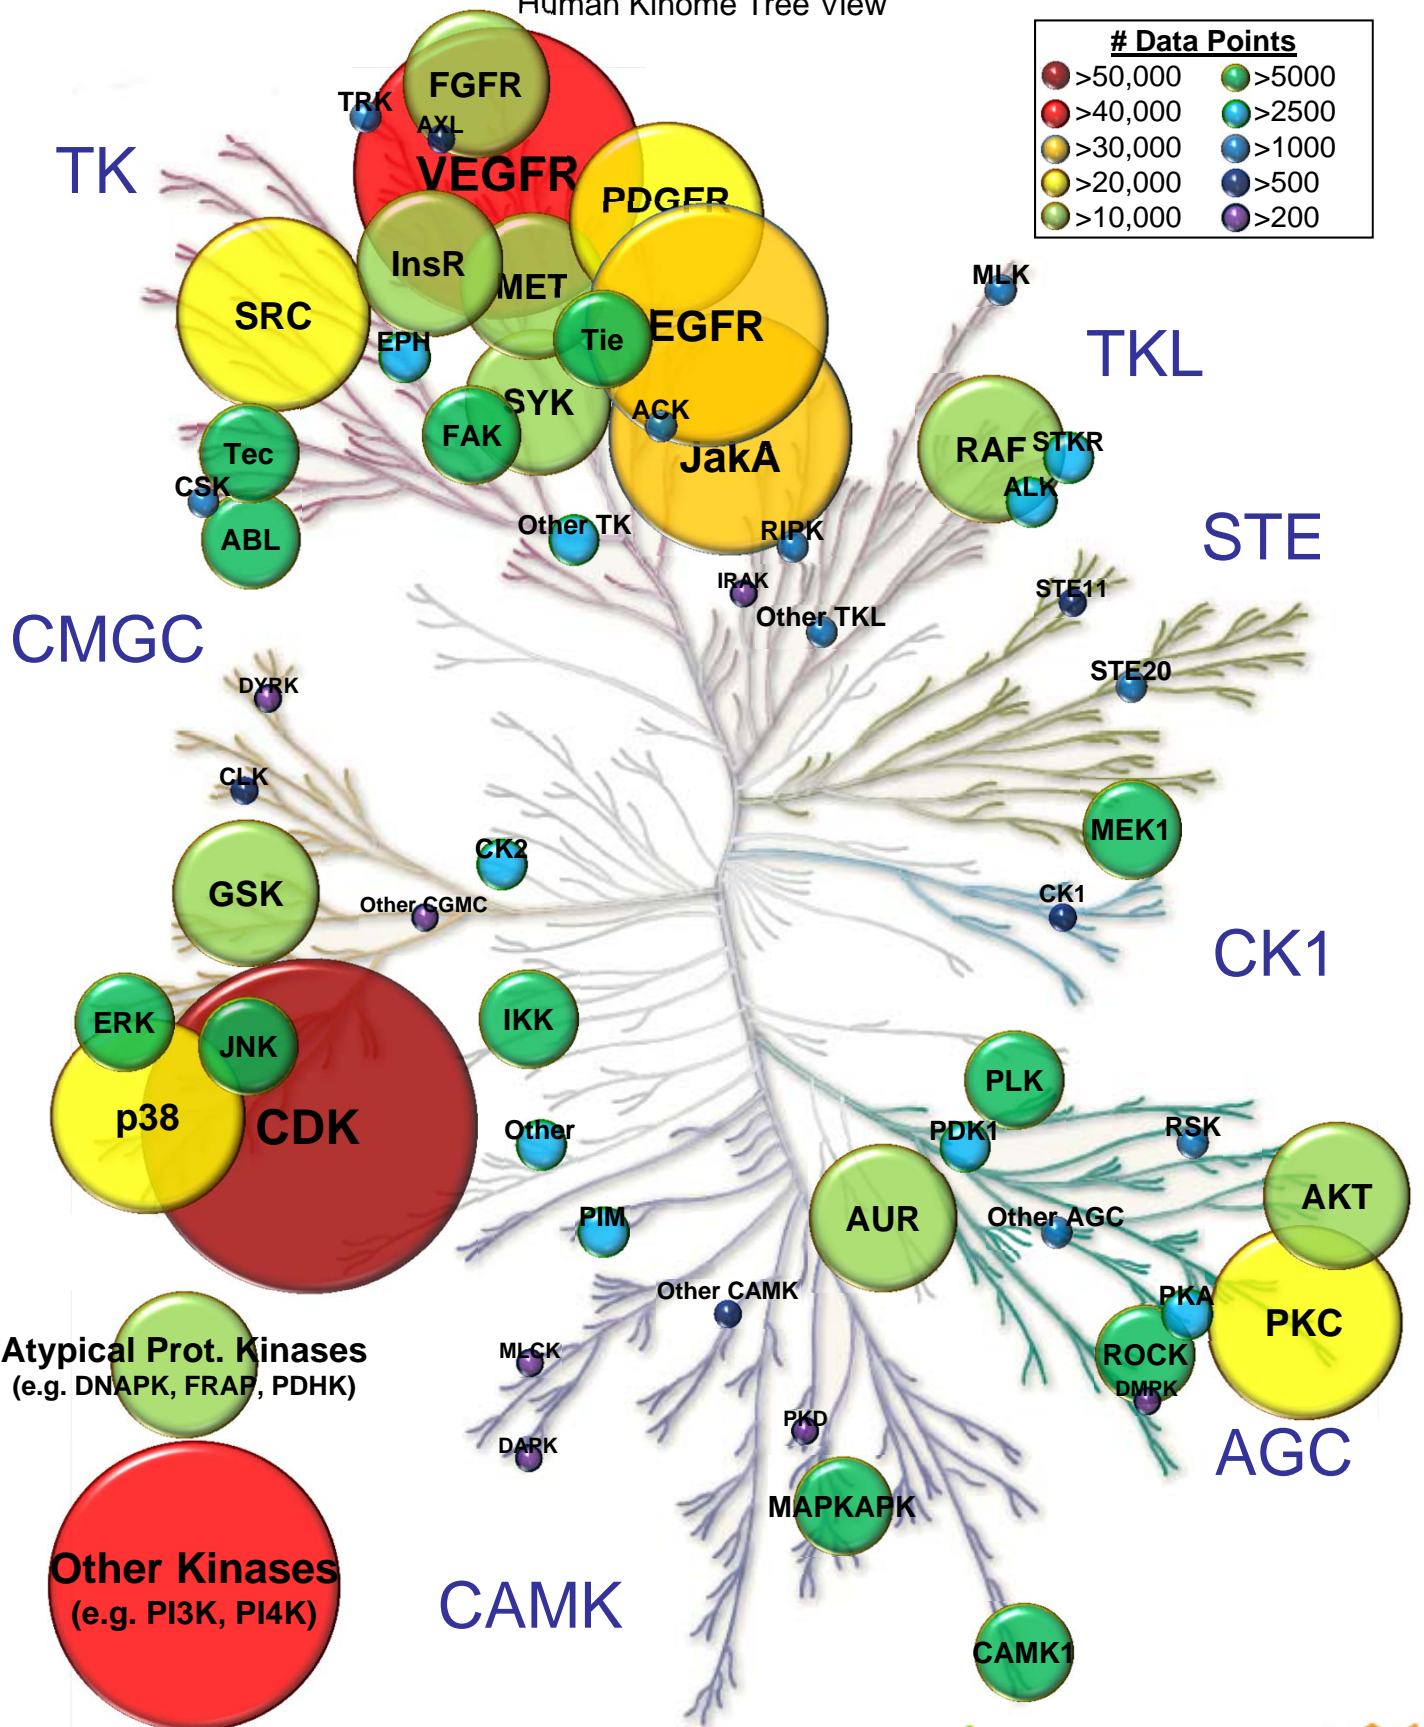 Human Kinome Tree View
# Data Points
>50,000 >5000
>40,000 >2500
>30,000 >1000
>20,000 >500
>10,000 >200
TK
FGFR
TRK
AXL
VEGFR
PDGFR
InsR
MET
SRC
EGFR
Tie
EPH
SYK
ACK
FAK
JakA
Tec
CSK
ABL
Other TK
MLK
TKL
RAF
STKR
ALK
RIPK
IRAK
Other TKL
STE
STE11
STE20
MEK1
CMGC
DYRK
CLK
CK2
GSK
Other CGMC
CK1
CK1
ERK
JNK
IKK
p38
CDK
Other
PLK
PDK1
RSK
AKT
AUR
Other AGC
PIM
PKA
PKC
ROCK
DMPK
AGC
Other CAMK
MLCK
DAPK
PKD
MAPKAPK
CAMK1
CAMK
Atypical Prot. Kinases
(e.g. DNAPK, FRAP, PDHK)
Other Kinases
(e.g. PI3K, PI4K)